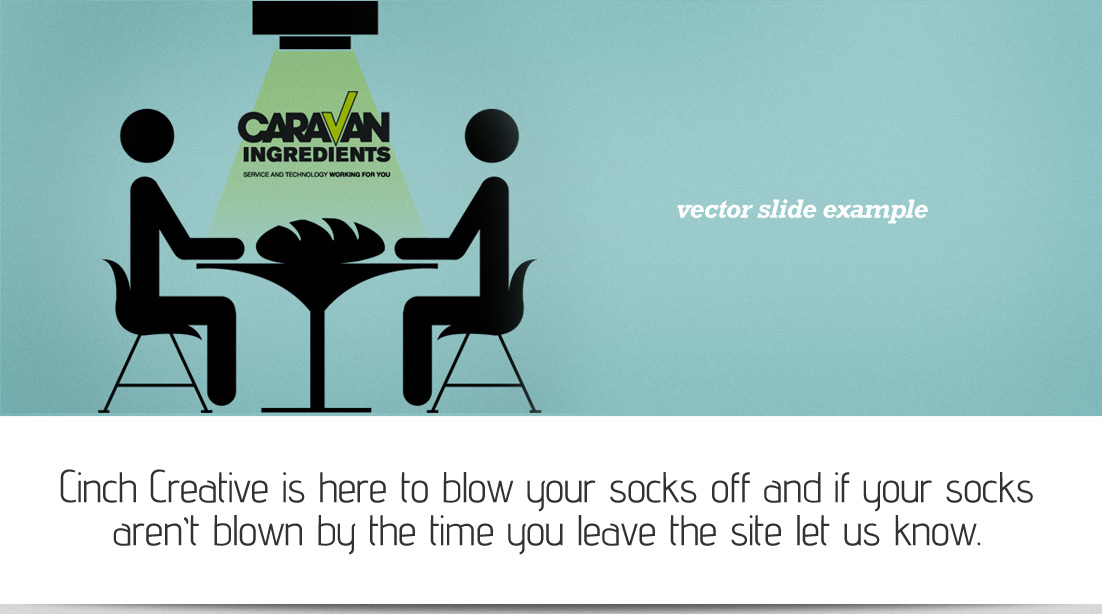 CARAVAN
INGREDIENTS
SERVICE AND TECHNOLOGY WORKING FOR YOU
vector slide example
Cinch Creative is here to blow your socks off and if your socks
aren't blown by the time you leave the site let us know.